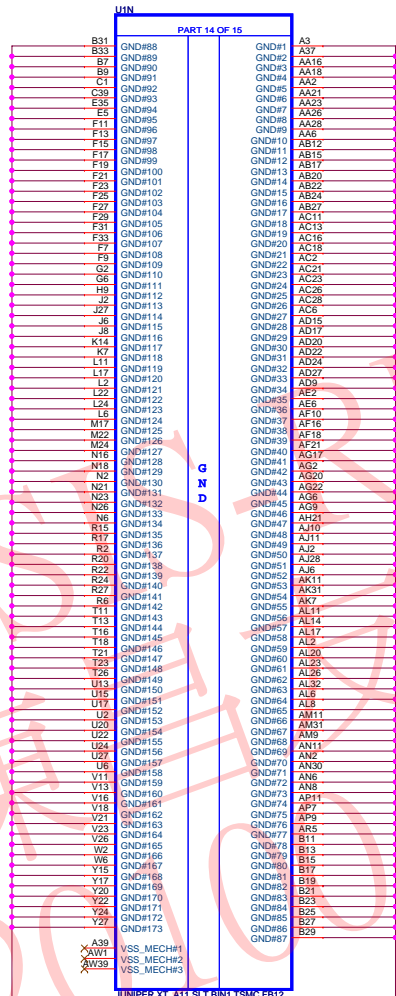 U1N
PART 14 OF 15
B31 GND#88 GND#1 A3
B33 GND#89 GND#2 A37
B7 GND#90 GND#3 AA16
B9 GND#91 GND#4 AA18
C1 GND#92 GND#5 AA2
C39 GND#93 GND#6 AA21
E35 GND#94 GND#7 AA23
E5 GND#95 GND#8 AA26
F11 GND#96 GND#9 AA28
F13 GND#97 GND#10 AA6
F15 GND#98 GND#11 AB12
F17 GND#99 GND#12 AB15
F19 GND#100 GND#13 AB17
F21 GND#101 GND#14 AB20
F23 GND#102 GND#15 AB22
F25 GND#103 GND#16 AB24
F27 GND#104 GND#17 AB27
F29 GND#105 GND#18 AC11
F31 GND#106 GND#19 AC13
F33 GND#107 GND#20 AC16
F7 GND#108 GND#21 AC18
F9 GND#109 GND#22 AC2
G2 GND#110 GND#23 AC21
G6 GND#111 GND#24 AC23
H9 GND#112 GND#25 AC26
J2 GND#113 GND#26 AC28
J27 GND#114 GND#27 AC6
J6 GND#115 GND#28 AD15
J8 GND#116 GND#29 AD17
K14 GND#117 GND#30 AD20
K7 GND#118 GND#31 AD22
L11 GND#119 GND#32 AD24
L17 GND#120 GND#33 AD27
L2 GND#121 GND#34 AD9
L22 GND#122 GND#35 AE2
L24 GND#123 GND#36 AE6
L6 GND#124 GND#37 AF10
M17 GND#125 GND#38 AF16
M22 GND#126 GND#39 AF18
M24 GND#127 GND#40 AF21
N16 GND#128 GND#41 AG17
N18 GND#129 GND#42 AG2
N2 GND#130 GND#43 AG20
N21 GND#131 GND#44 AG22
N23 GND#132 GND#45 AG6
N26 GND#133 GND#46 AG9
N6 GND#134 GND#47 AH21
R15 GND#135 GND#48 AJ10
R17 GND#136 GND#49 AJ11
R2 GND#137 GND#50 AJ2
R20 GND#138 GND#51 AJ28
R22 GND#139 GND#52 AJ6
R24 GND#140 GND#53 AK11
R27 GND#141 GND#54 AK31
R6 GND#142 GND#55 AK7
T11 GND#143 GND#56 AL11
T13 GND#144 GND#57 AL14
T16 GND#145 GND#58 AL17
T18 GND#146 GND#59 AL2
T21 GND#147 GND#60 AL20
T23 GND#148 GND#61 AL23
T26 GND#149 GND#62 AL26
U13 GND#150 GND#63 AL32
U15 GND#151 GND#64 AL6
U17 GND#152 GND#65 AL8
U2 GND#153 GND#66 AM11
U20 GND#154 GND#67 AM31
U22 GND#155 GND#68 AM9
U24 GND#156 GND#69 AN11
U27 GND#157 GND#70 AN2
U6 GND#158 GND#71 AN30
V11 GND#159 GND#72 AN6
V13 GND#160 GND#73 AN8
V16 GND#161 GND#74 AP11
V18 GND#162 GND#75 AP7
V21 GND#163 GND#76 AP9
V23 GND#164 GND#77 AR5
V26 GND#165 GND#78 B11
W2 GND#166 GND#79 B13
W6 GND#167 GND#80 B15
Y15 GND#168 GND#81 B17
Y17 GND#169 GND#82 B19
Y20 GND#170 GND#83 B21
Y22 GND#171 GND#84 B23
Y24 GND#172 GND#85 B25
Y27 GND#173 GND#86 B27
GND#87 B29
G
N
D
A39 VSS_MECH#1
AW1 VSS_MECH#2
AW39 VSS_MECH#3
JUNIPER XT A11 SLT BIN1 TSMC FB12